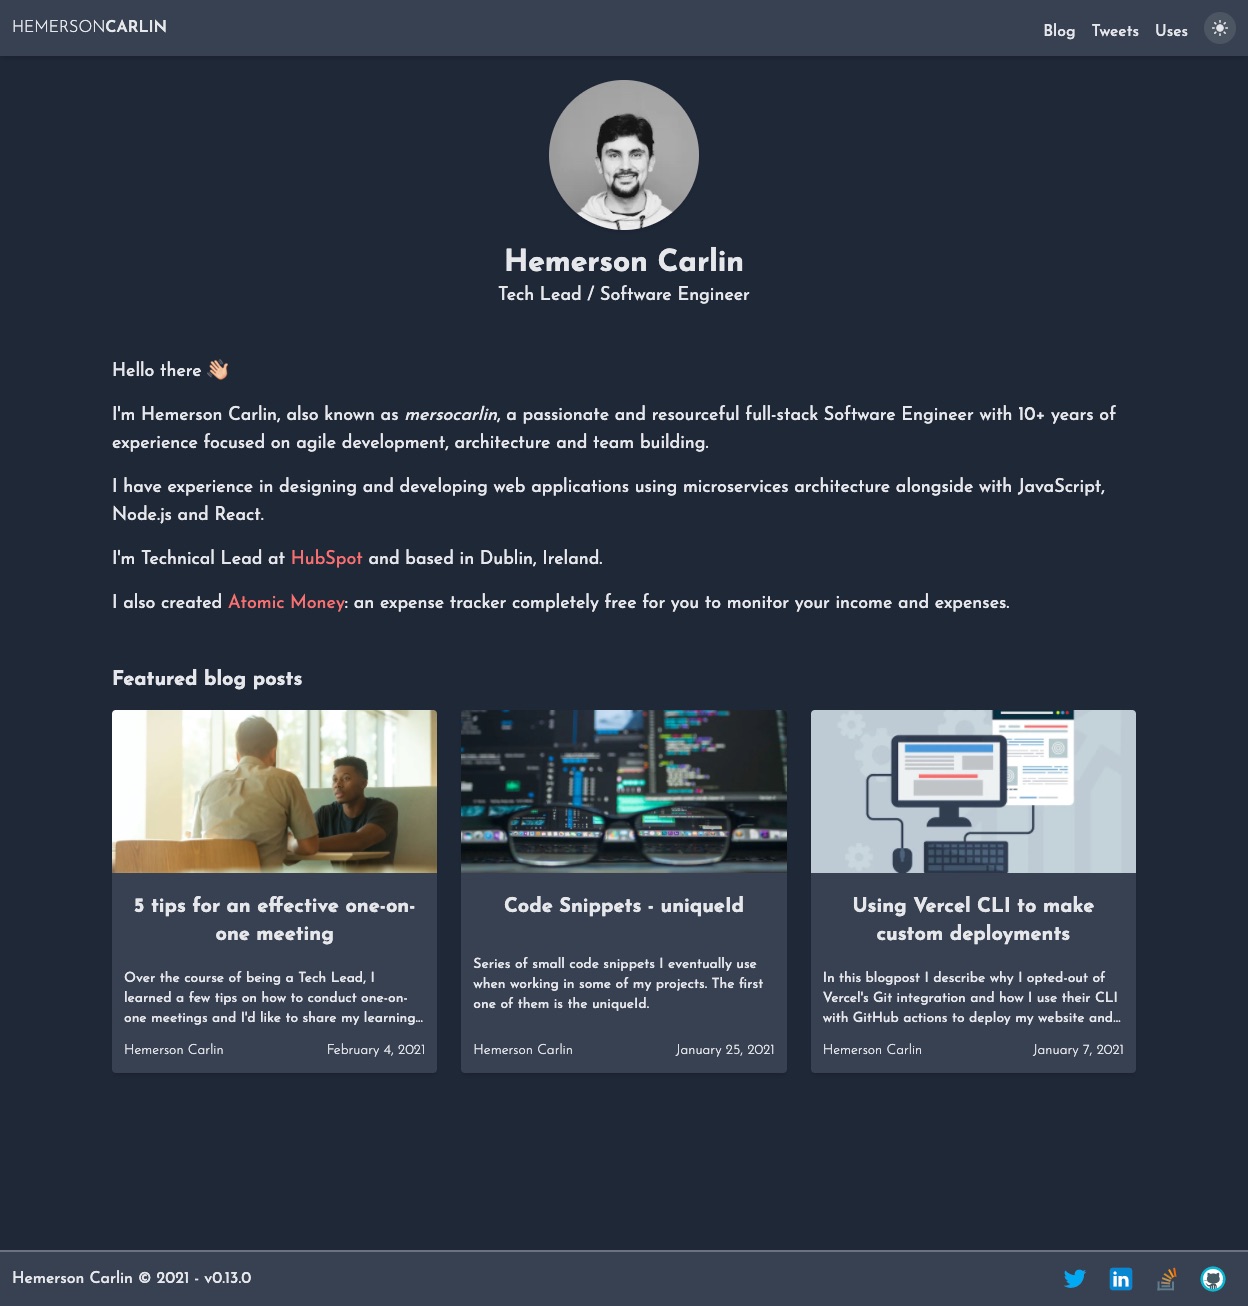 HEMERSONCARLIN
Blog Tweets Uses
Hemerson Carlin
Tech Lead / Software Engineer
Hello there 👋🏻
I'm Hemerson Carlin, also known as mersocarlin, a passionate and resourceful full-stack Software Engineer with 10+ years of
experience focused on agile development, architecture and team building.
I have experience in designing and developing web applications using microservices architecture alongside with JavaScript,
Node.js and React.
I'm Technical Lead at HubSpot and based in Dublin, Ireland.
I also created Atomic Money: an expense tracker completely free for you to monitor your income and expenses.
Featured blog posts
5 tips for an effective one-on-
one meeting
Over the course of being a Tech Lead, I
learned a few tips on how to conduct one-on-
one meetings and I'd like to share my learning…
Hemerson Carlin February 4, 2021
Code Snippets - uniqueId
Series of small code snippets I eventually use
when working in some of my projects. The first
one of them is the uniqueId.
Hemerson Carlin January 25, 2021
Using Vercel CLI to make
custom deployments
In this blogpost I describe why I opted-out of
Vercel's Git integration and how I use their CLI
with GitHub actions to deploy my website and…
Hemerson Carlin January 7, 2021
Hemerson Carlin © 2021 - v0.13.0
in